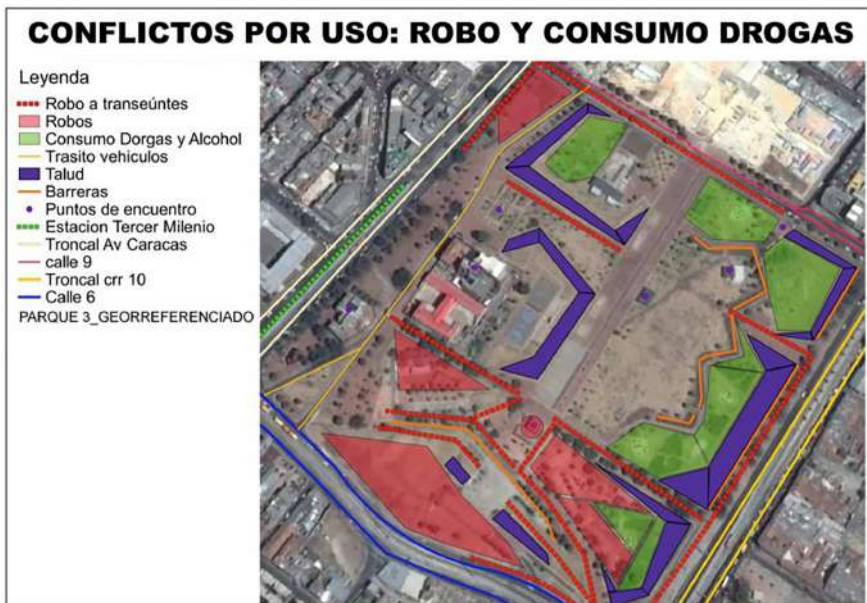 CONFLICTOS POR USO: ROBO Y CONSUMO DROGAS
Leyenda
Robo a transeúntes
Robos
Consumo Dorgas y Alcohol
Trasito vehiculos
Talud
Barreras
Puntos de encuentro
Estacion Tercer Milenio
Troncal Av Caracas
calle 9
Troncal crr 10
Calle 6
PARQUE 3_GEORREFERENCIADO